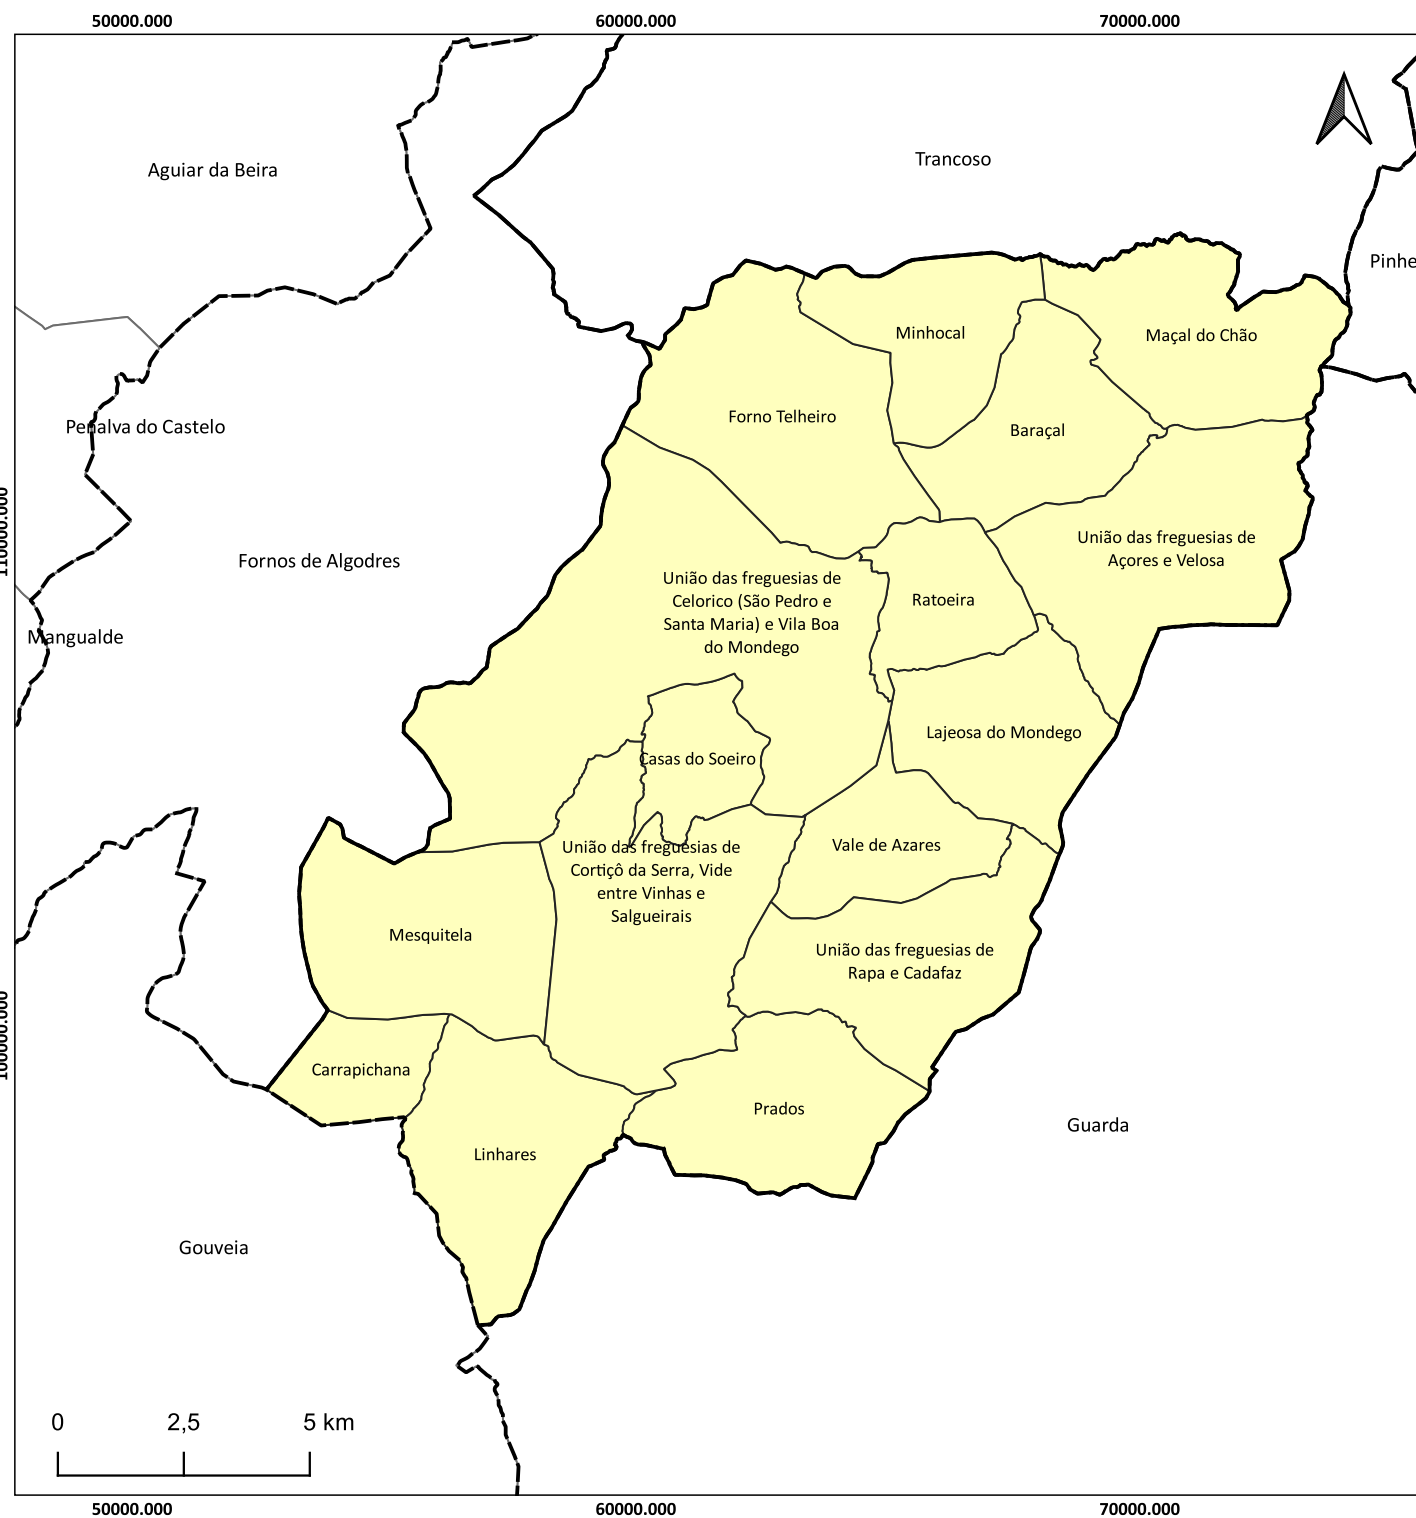 50000.000
60000.000
70000.000
Aguiar da Beira
Trancoso
Pinhe
Minhocal
Maçal do Chão
Forno Telheiro
Penalva do Castelo
Baraçal
110000.000
Fornos de Algodres
União das freguesias de
Açores e Velosa
União das freguesias de
Celorico (São Pedro e
Santa Maria) e Vila Boa
do Mondego
Ratoeira
Mangualde
Lajeosa do Mondego
Casas do Soeiro
União das freguesias de
Cortiçô da Serra, Vide
entre Vinhas e
Salgueirais
Vale de Azares
Mesquitela
União das freguesias de
Rapa e Cadafaz
100000.000
Carrapichana
Prados
Guarda
Linhares
Gouveia
0
2,5
5 km
50000.000
60000.000
70000.000